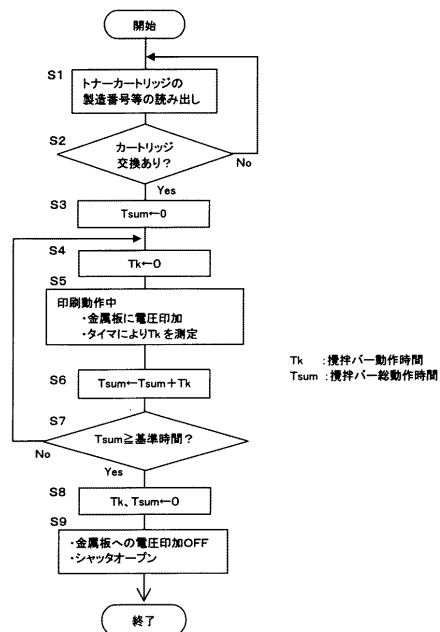 開始
S1
トナーカートリッジの
製造番号等の読み出し
S2
カートリッジ
交換あり？
No
Yes
S3
Tsum←0
S4
Tk←0
S5
印刷動作中
・金属板に電圧印加
・タイマによりTkを測定
S6
Tsum←Tsum＋Tk
Tk ：攪拌バー動作時間
Tsum：攪拌バー総動作時間
S7
Tsum≧基準時間？
No
Yes
S8
Tk、Tsum←0
S9
・金属板への電圧印加OFF
・シャッタオープン
終了